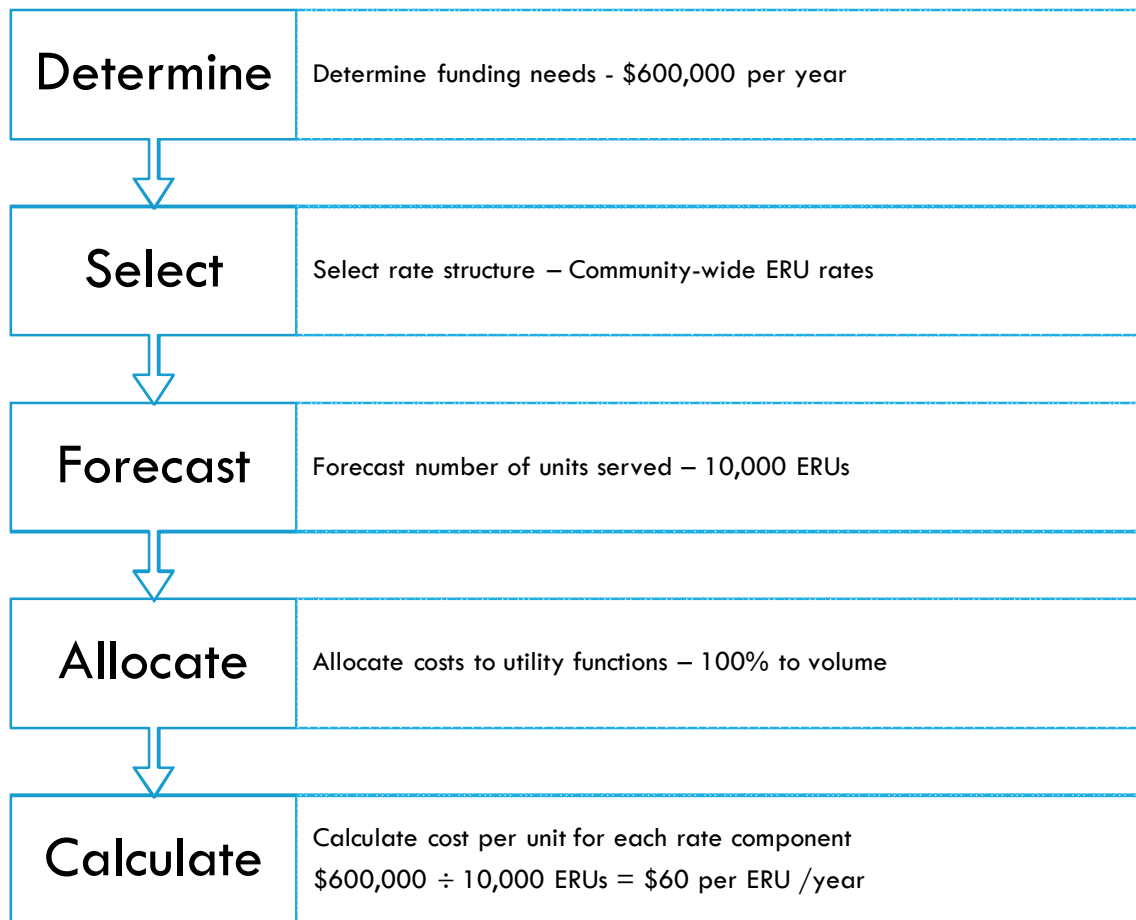 Determine
Determine funding needs - $600,000 per year
Select
Select rate structure – Community-wide ERU rates
Forecast
Forecast number of units served – 10,000 ERUs
Allocate
Allocate costs to utility functions – 100% to volume
Calculate
Calculate cost per unit for each rate component
$600,000 ÷ 10,000 ERUs = $60 per ERU /year